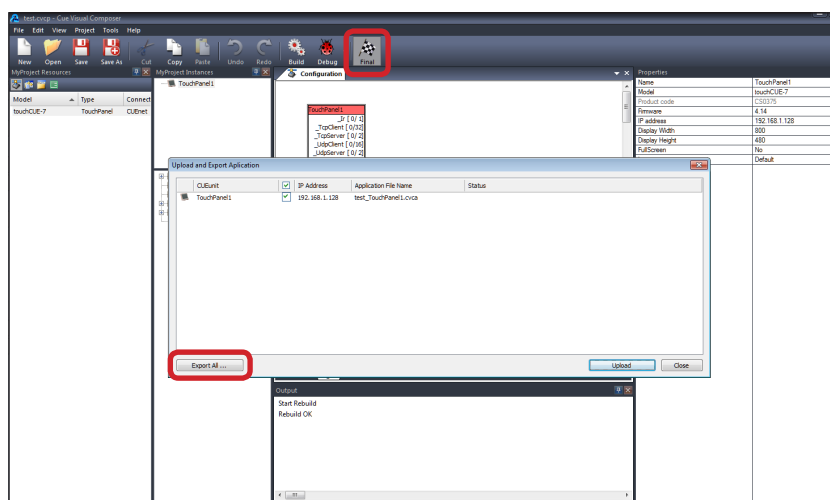 test.cvcp - Cue Visual Composer
File Edit View Project Tools Help
New Open Save Save As Cut Copy Paste Undo Redo Build Debug Final
MyProject Resources
MyProject Instances
Configuration
Properties
TouchPanel1
Name TouchPanel1
Model touchCUE-7
Product code CS0375
Firmware 4.14
IP address 192.168.1.128
Display Width 800
Display Height 480
FullScreen No
Default
Model Type Connect
touchCUE-7 TouchPanel CUEnet
TouchPanel1
_Ir [ 0/ 1]
_TcpClient [ 0/32]
_TcpServer [ 0/ 2]
_UdpClient [ 0/16]
_UdpServer [ 0/ 2]
Upload and Export Aplication
CUEunit IP Address Application File Name Status
TouchPanel1 192.168.1.128 test_TouchPanel1.cvca
Export All ... Upload Close
Output
Start Rebuild
Rebuild OK